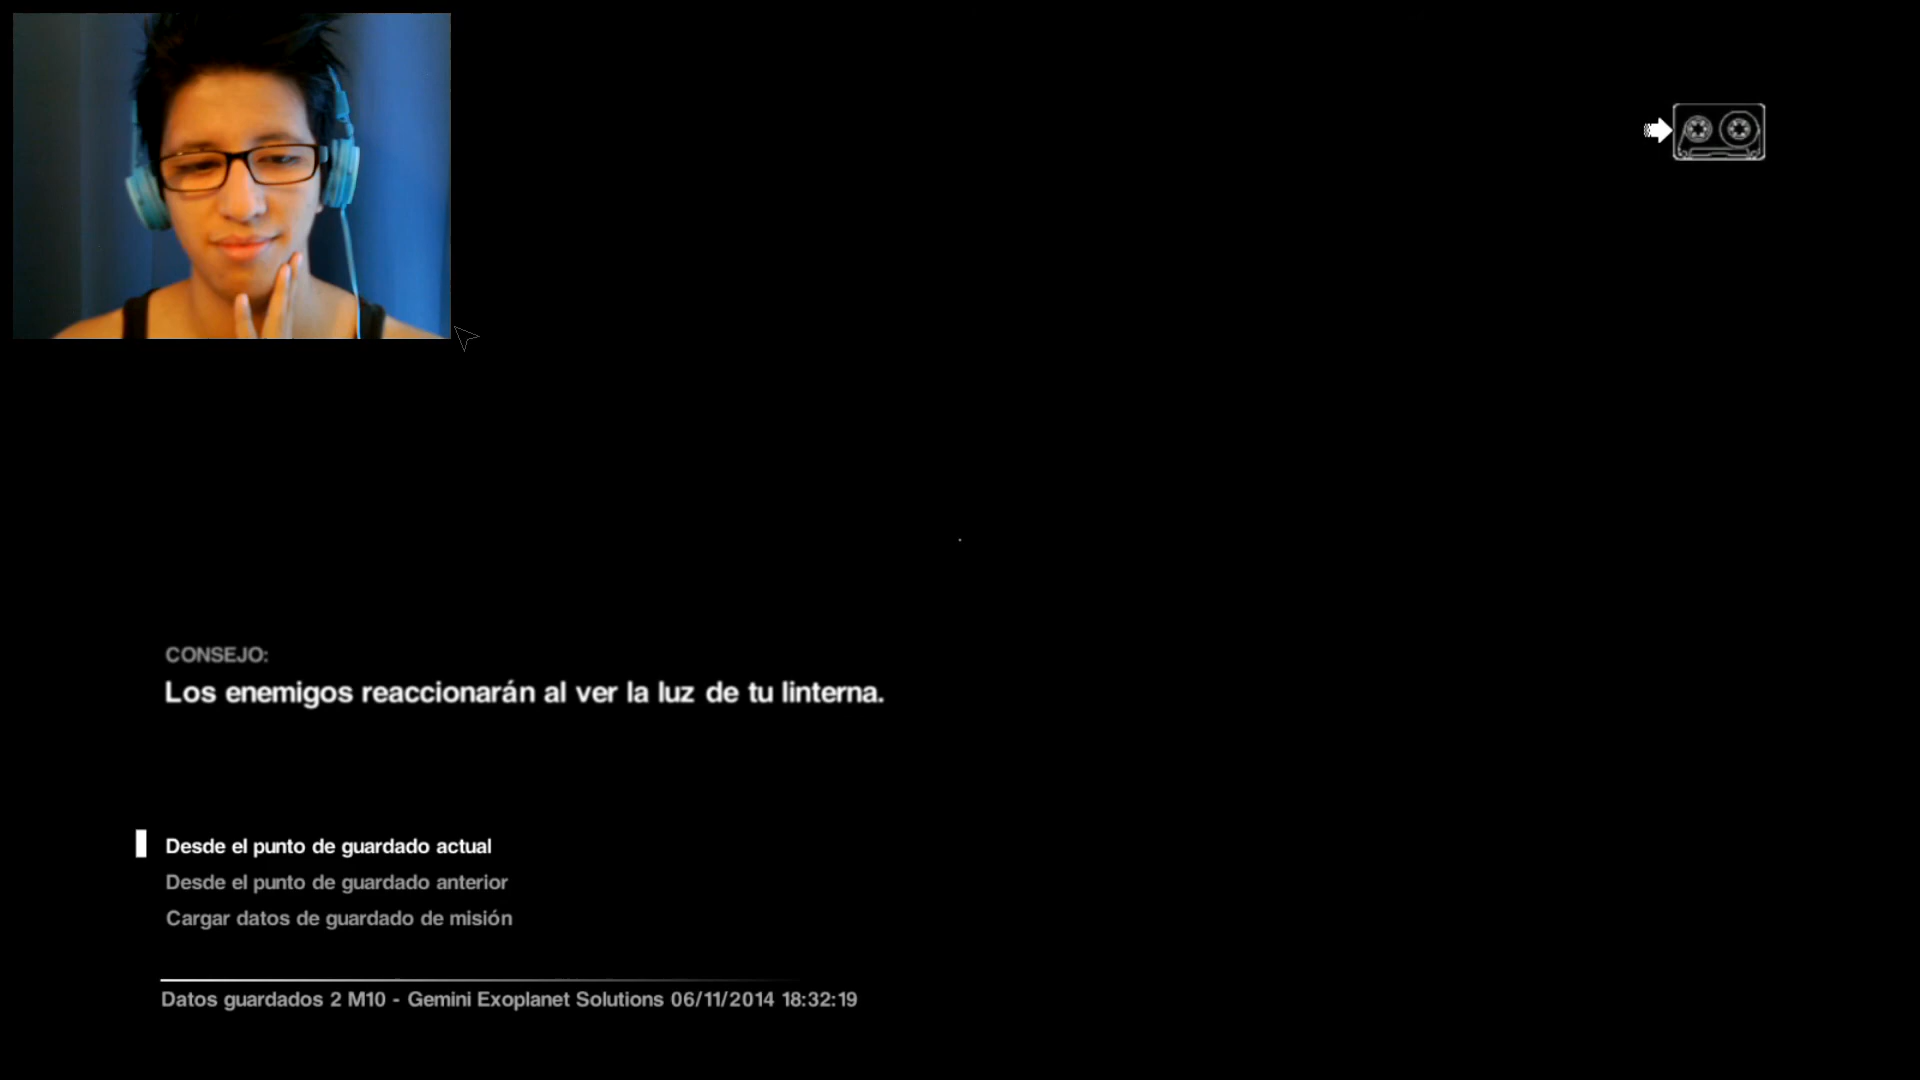 CONSEJO:
Los enemigos reaccionarán al ver la luz de tu linterna.
Desde el punto de guardado actual
Desde el punto de guardado anterior
Cargar datos de guardado de misión
Datos guardados 2 M10 - Gemini Exoplanet Solutions 06/11/2014 18:32:19